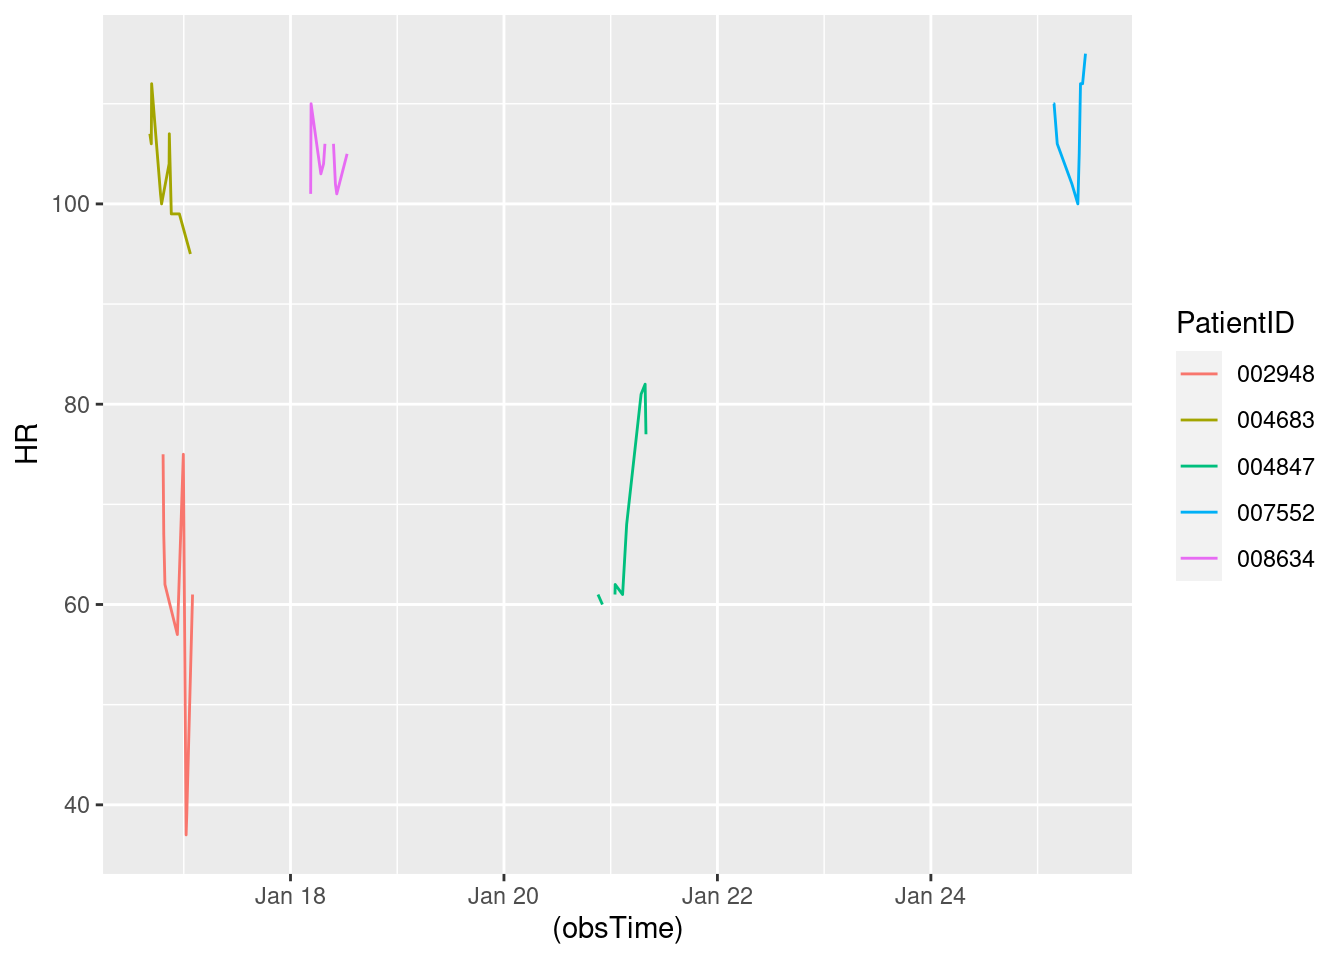 100
80
60
40
HR
Jan 18
Jan 20
Jan 22
Jan 24
(obsTime)
PatientID
002948
004683
004847
007552
008634